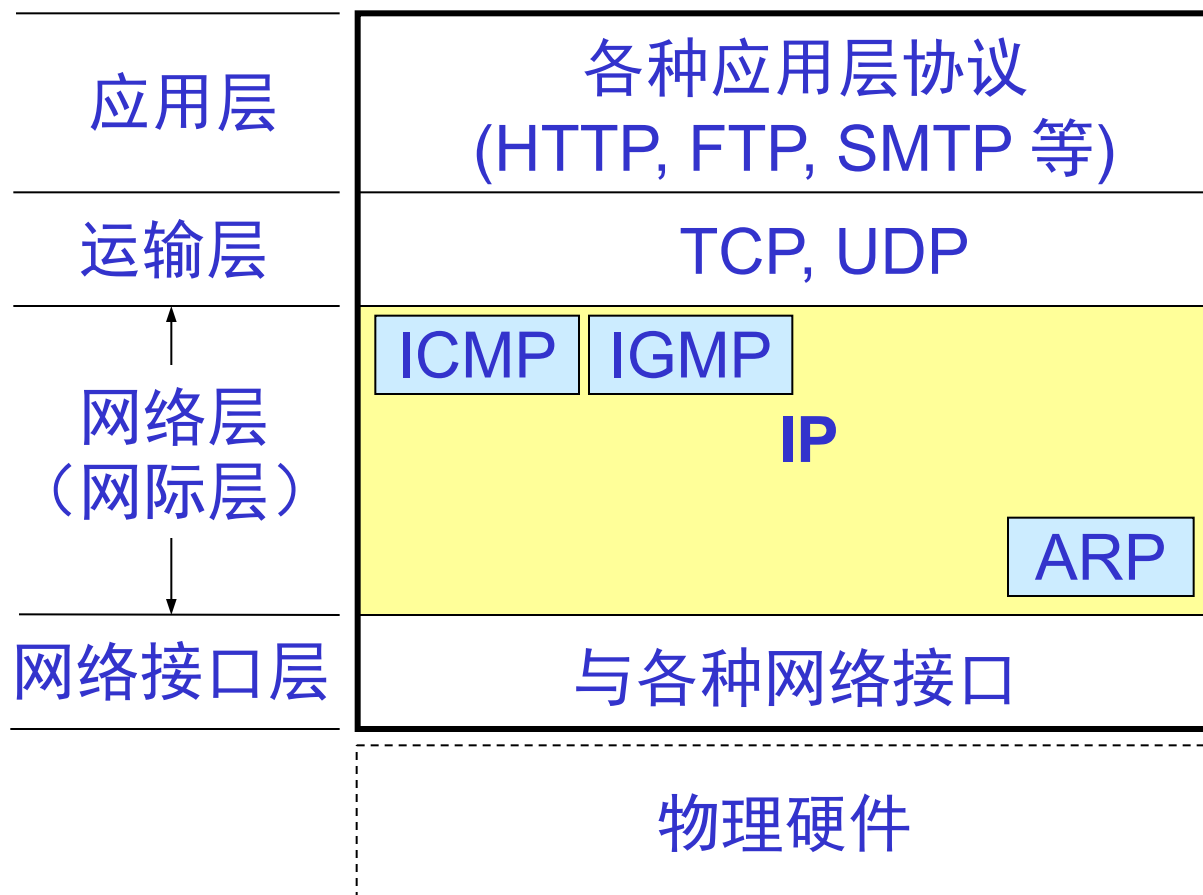 应用层
各种应用层协议
(HTTP, FTP, SMTP 等)
运输层
TCP, UDP
ICMP
IGMP
网络层
（网际层）
IP
ARP
网络接口层
与各种网络接口
物理硬件